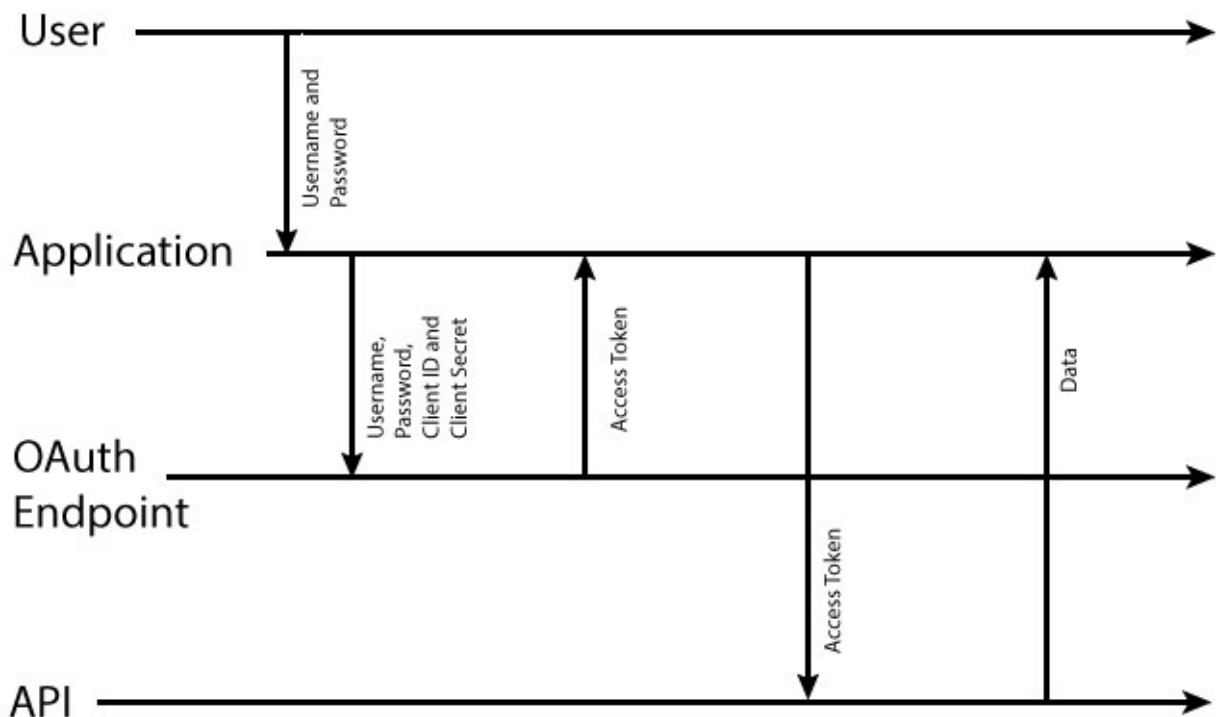 User
Username and
Password
Application
Username,
Password,
Client ID and
Client Secret
Access Token
Data
OAuth
Endpoint
Access Token
API